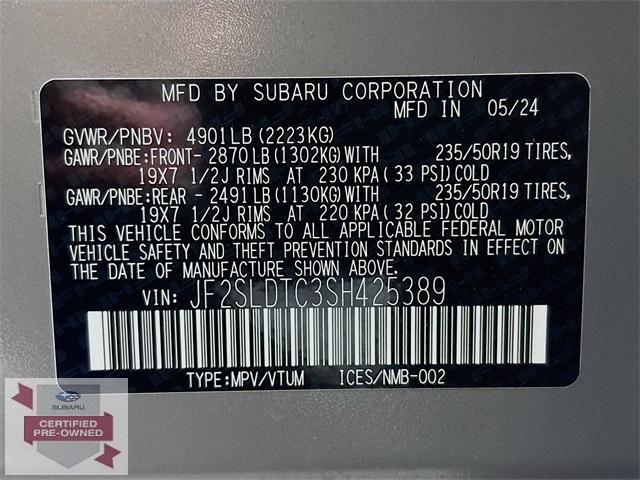 MFD BY SUBARU CORPORATION
MFD IN 05/24
GVWR/PNBV: 4901LB(2223KG)
GAWR/PNBE:FRONT- 2870LB(1302KG)WITH 235/50R19 TIRES,
19X7 1/2J RIMS AT 230 KPA(33 PSI)COLD
GAWR/PNBE:REAR - 2491LB(1130KG)WITH 235/50R19 TIRES,
19X7 1/2J RIMS AT 220 KPA(32 PSI)COLD
THIS VEHICLE CONFORMS TO ALL APPLICABLE FEDERAL MOTOR
VEHICLE SAFETY AND THEFT PREVENTION STANDARDS IN EFFECT ON
THE DATE OF MANUFACTURE SHOWN ABOVE.
VIN: JF2SLDTC3SH425389
TYPE:MPV/VTUM ICES/NMB-002
SUBARU
CERTIFIED
PRE-OWNED